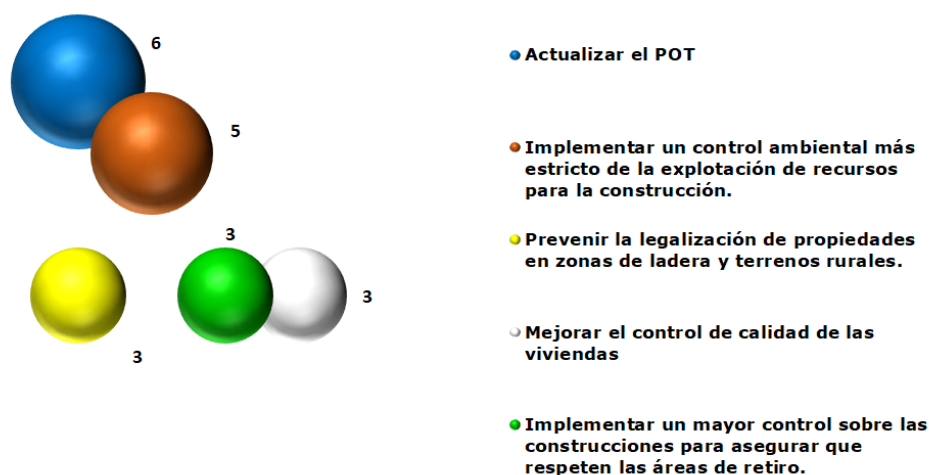 6
5
3
3
3
Actualizar el POT
Implementar un control ambiental más
estricto de la explotación de recursos
para la construcción.
Prevenir la legalización de propiedades
en zonas de ladera y terrenos rurales.
Mejorar el control de calidad de las
viviendas
Implementar un mayor control sobre las
construcciones para asegurar que
respeten las áreas de retiro.